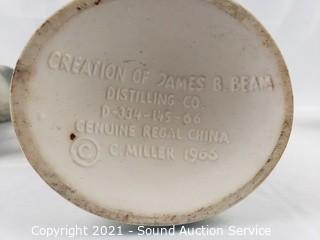 CREATION OF JAMES B. BEAM
DISTILLING CO.
D-334-145-66
GENUINE REGAL CHINA
© C. MILLER 1966
Copyright 2021 - Sound Auction Service